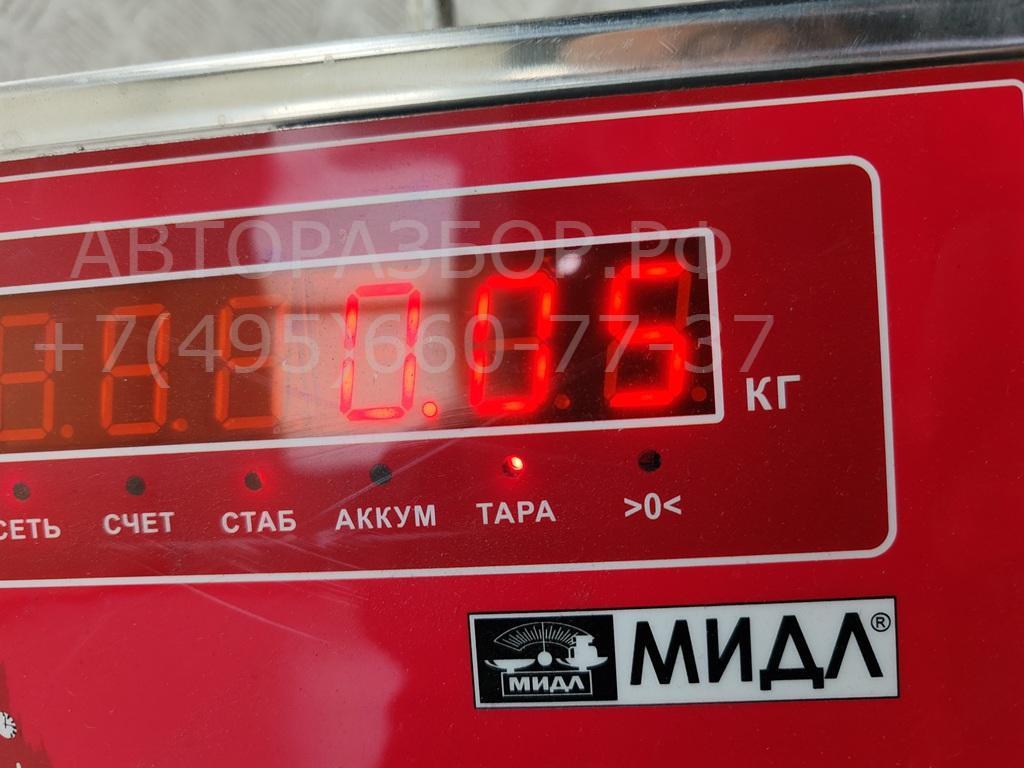 АВТОРАЗБОР.РФ
+7(495)660-77-37
0.05
КГ
СЕТЬ СЧЕТ СТАБ АККУМ ТАРА >0<
МИДЛ МИДЛ®